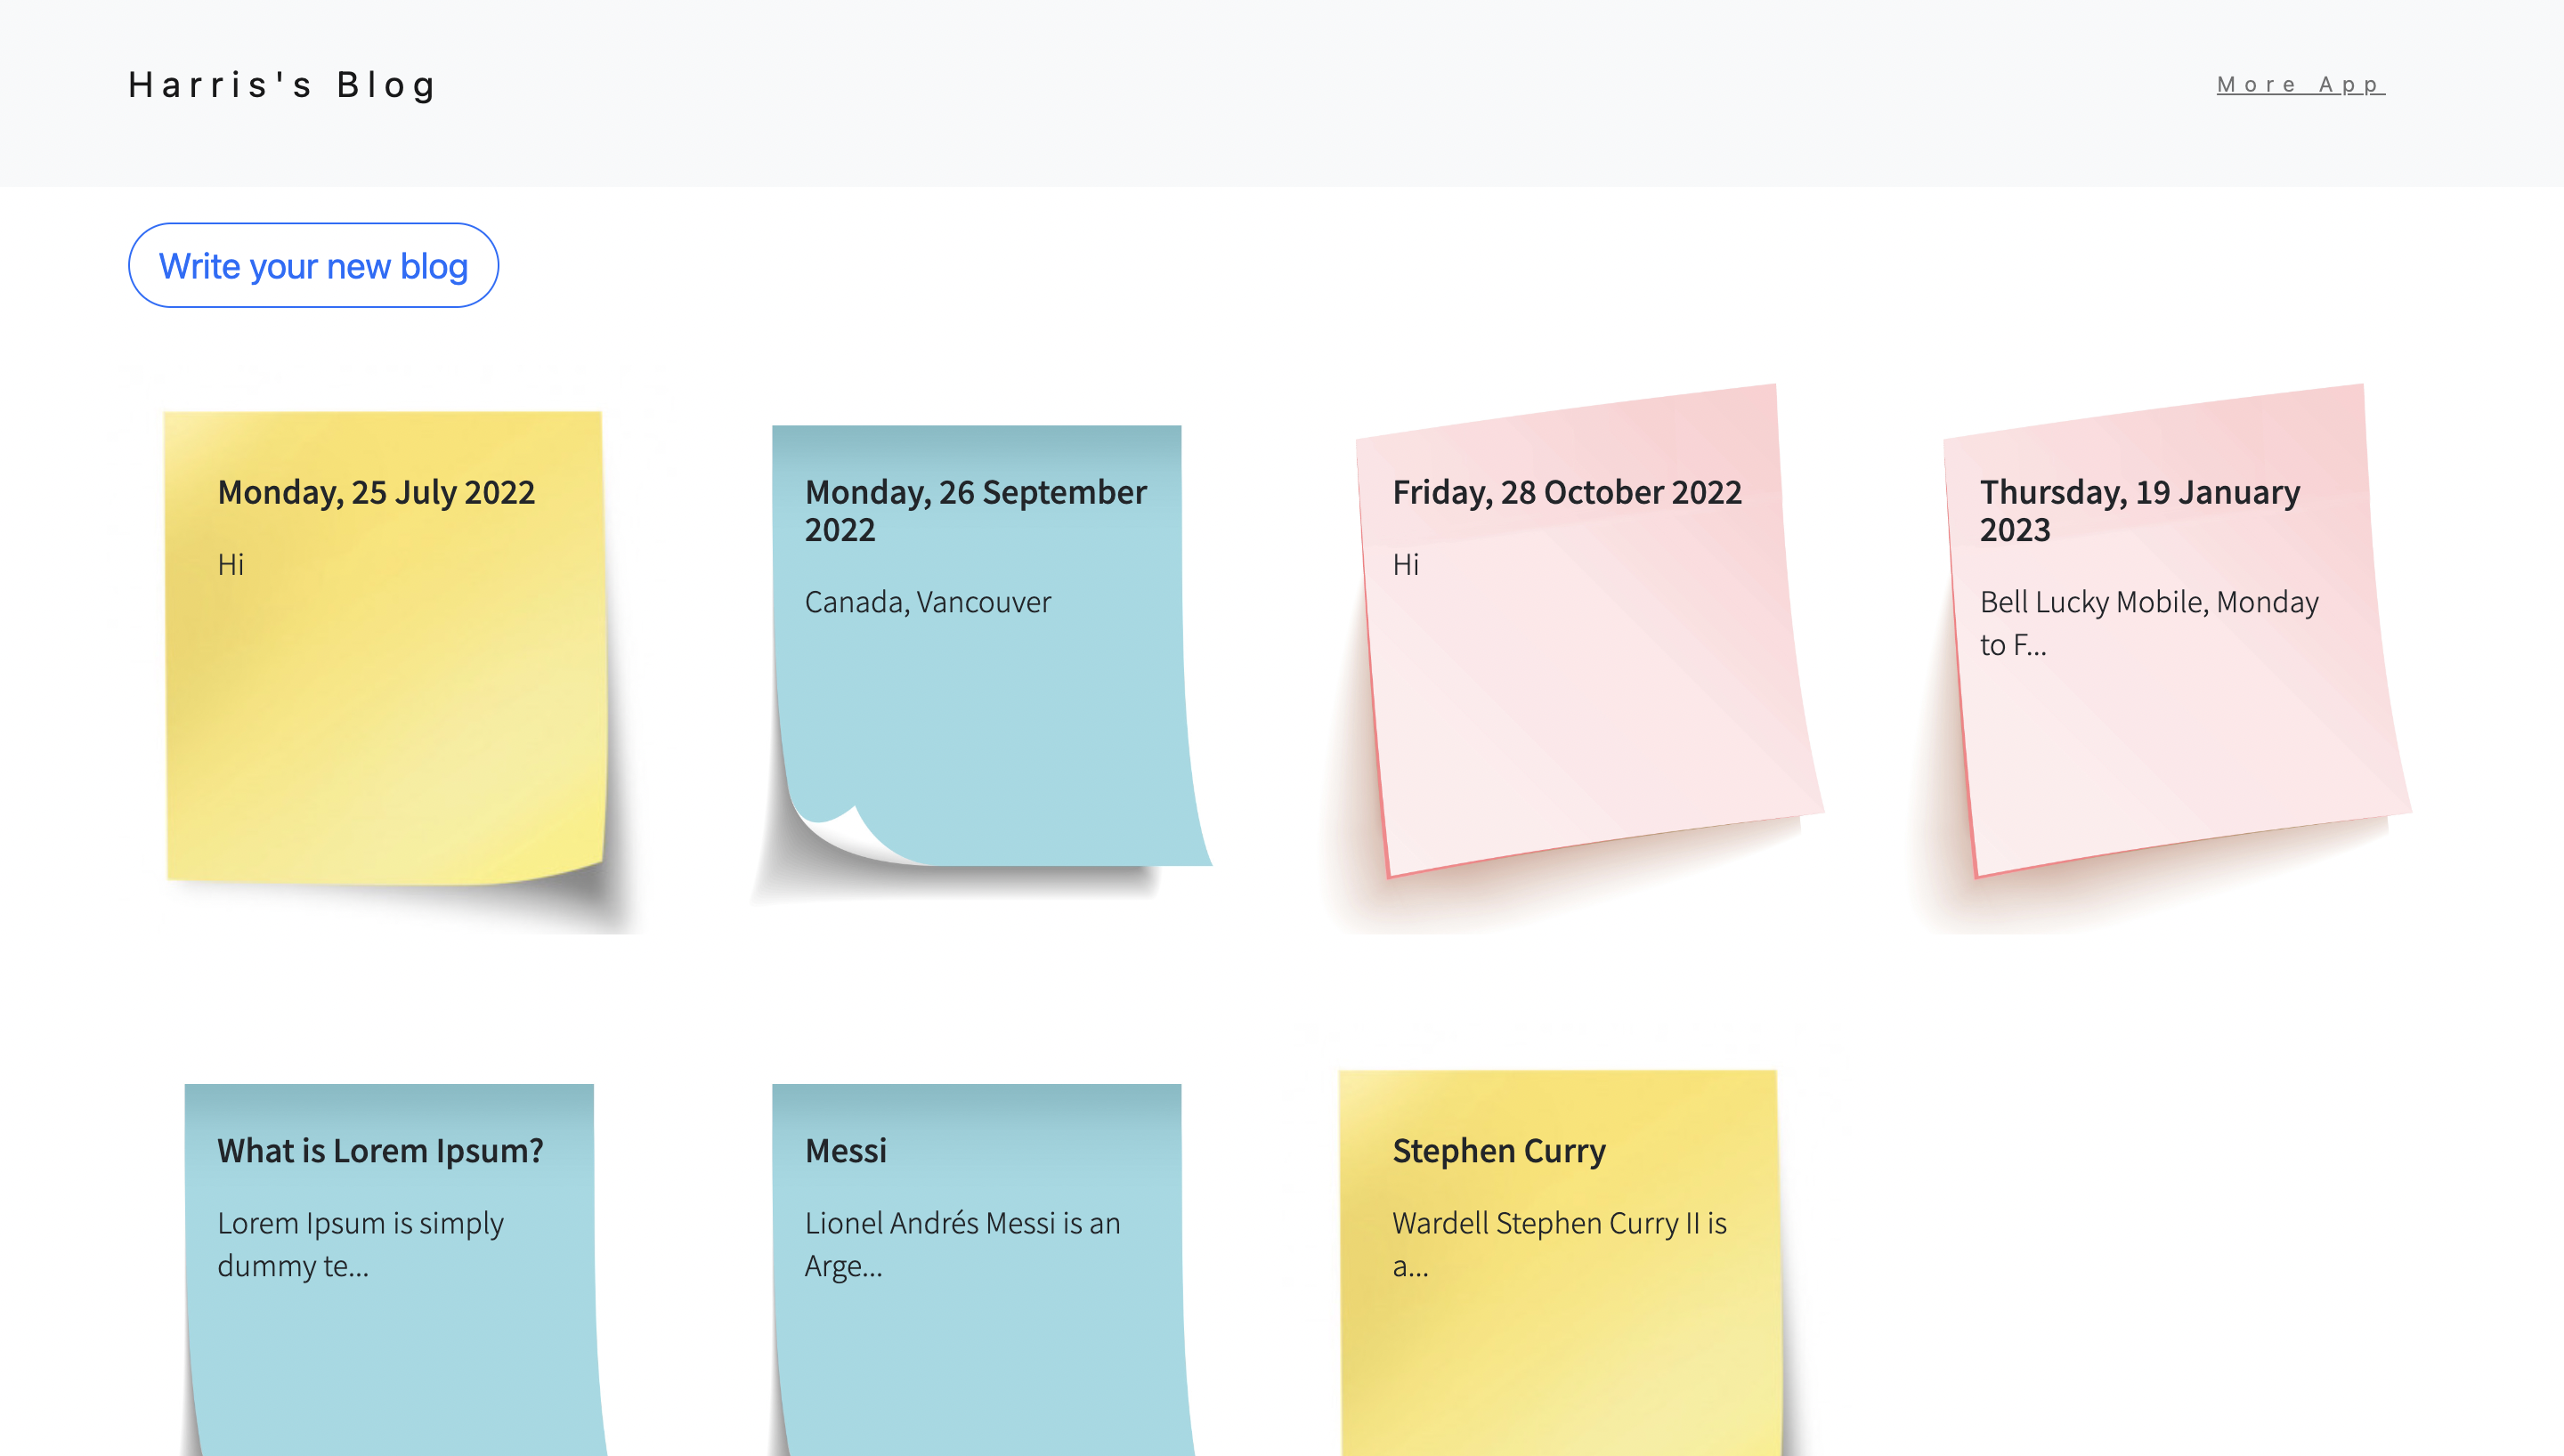 Harris's Blog
More App
Write your new blog
Monday, 25 July 2022
Hi
Monday, 26 September
2022
Canada, Vancouver
Friday, 28 October 2022
Hi
Thursday, 19 January
2023
Bell Lucky Mobile, Monday
to F...
What is Lorem Ipsum?
Lorem Ipsum is simply
dummy te...
Messi
Lionel Andrés Messi is an
Arge...
Stephen Curry
Wardell Stephen Curry II is
a...